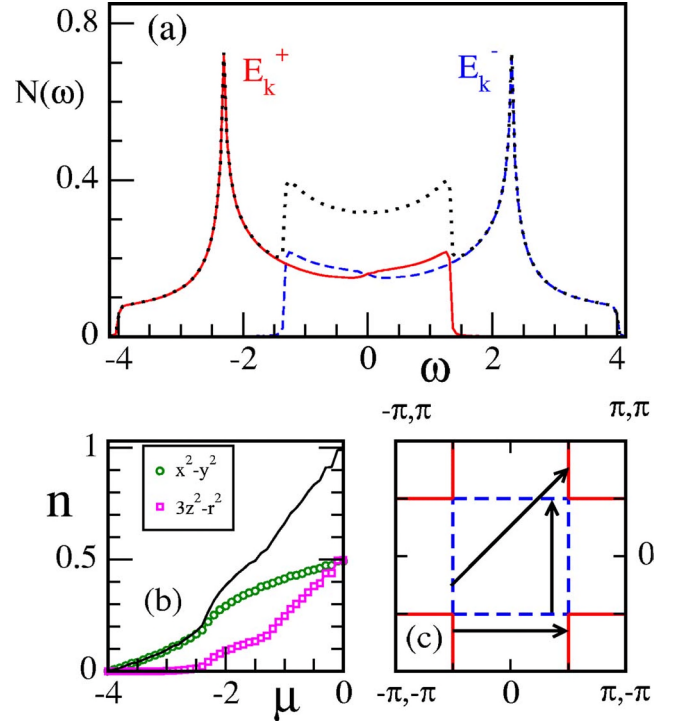 0.8
(a)
E_k^+
E_k^-
N(ω)
0.4
0
-4 -2 0 2 4
ω
-π,π π,π
1
x²-y²
3z²-r²
n
0.5
0
(b)
(c)
0
-4 -2 0
μ
-π,-π 0 π,-π